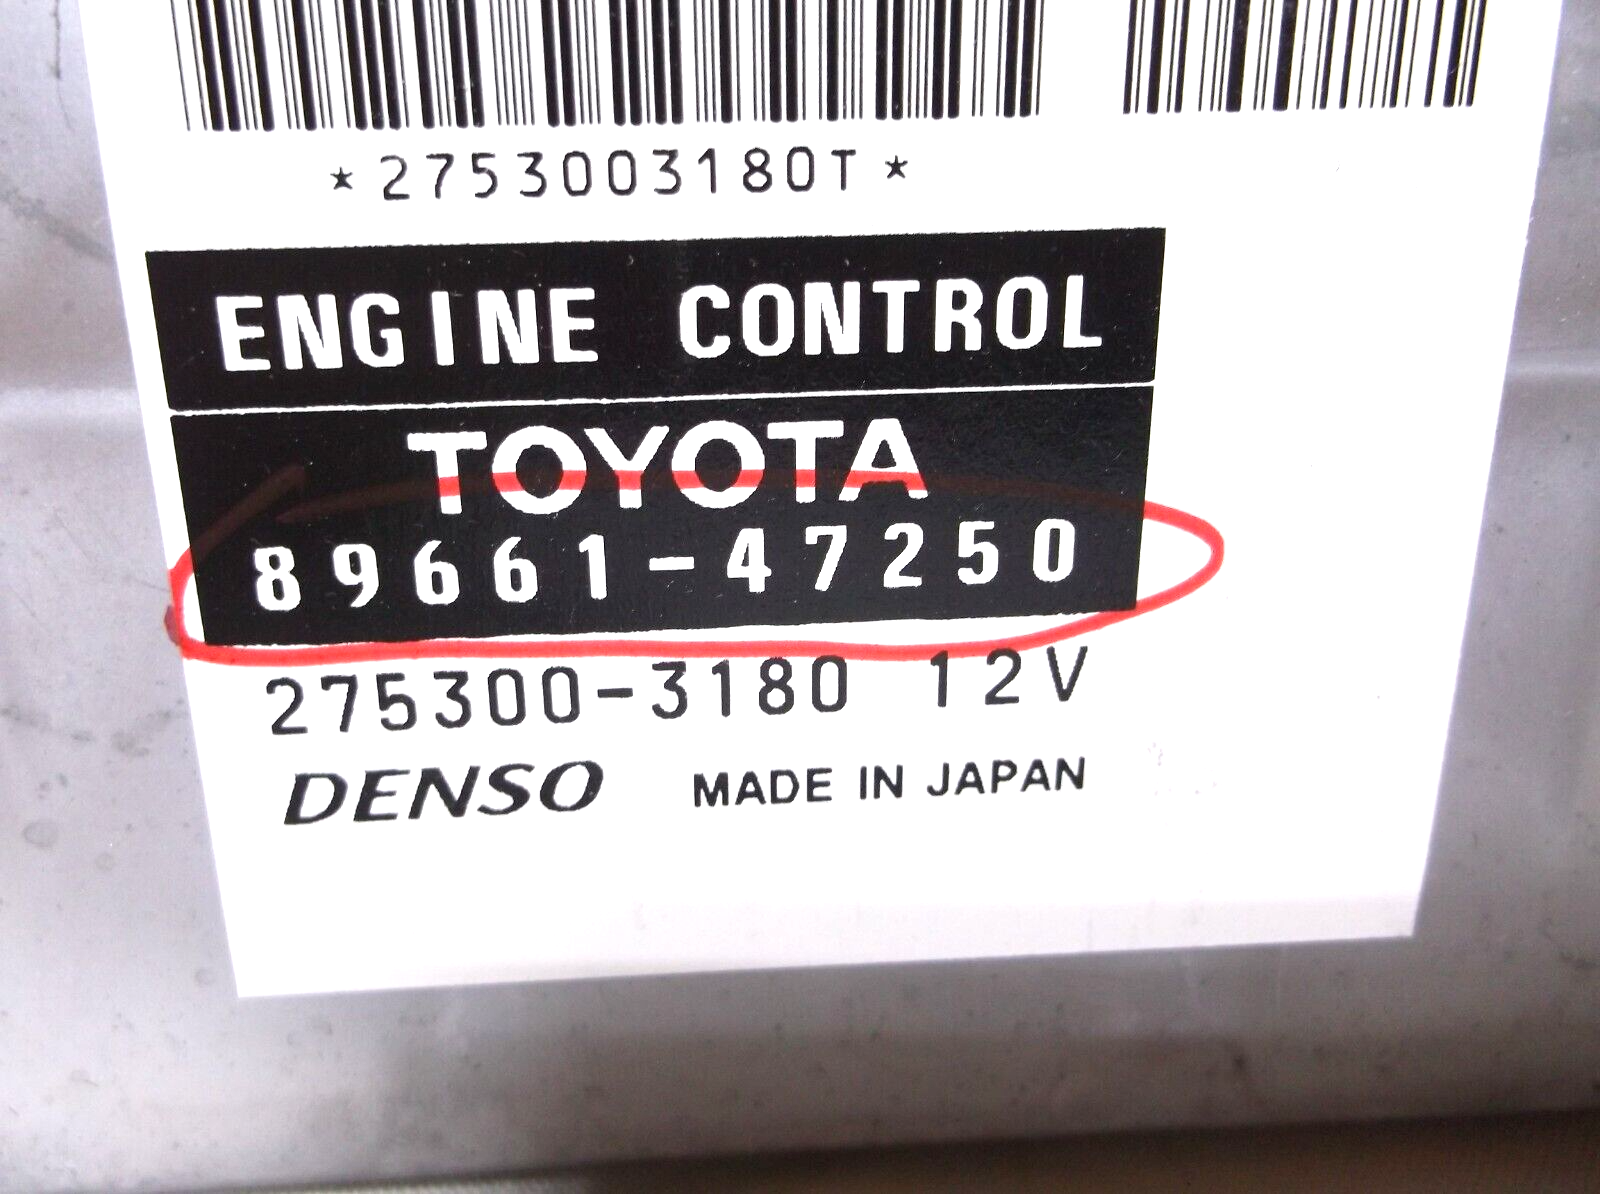 *2753003180T*
ENGINE CONTROL
TOYOTA
89661-47250
275300-3180 12V
DENSO MADE IN JAPAN